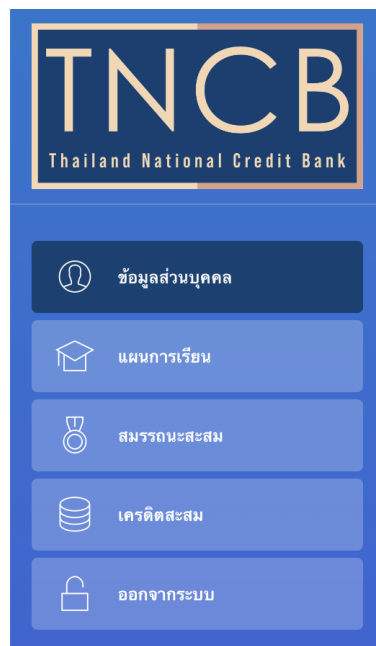 TNCB
Thailand National Credit Bank
ข้อมูลส่วนบุคคล
แผนการเรียน
สมรรถนะสะสม
เครดิตสะสม
ออกจากระบบ